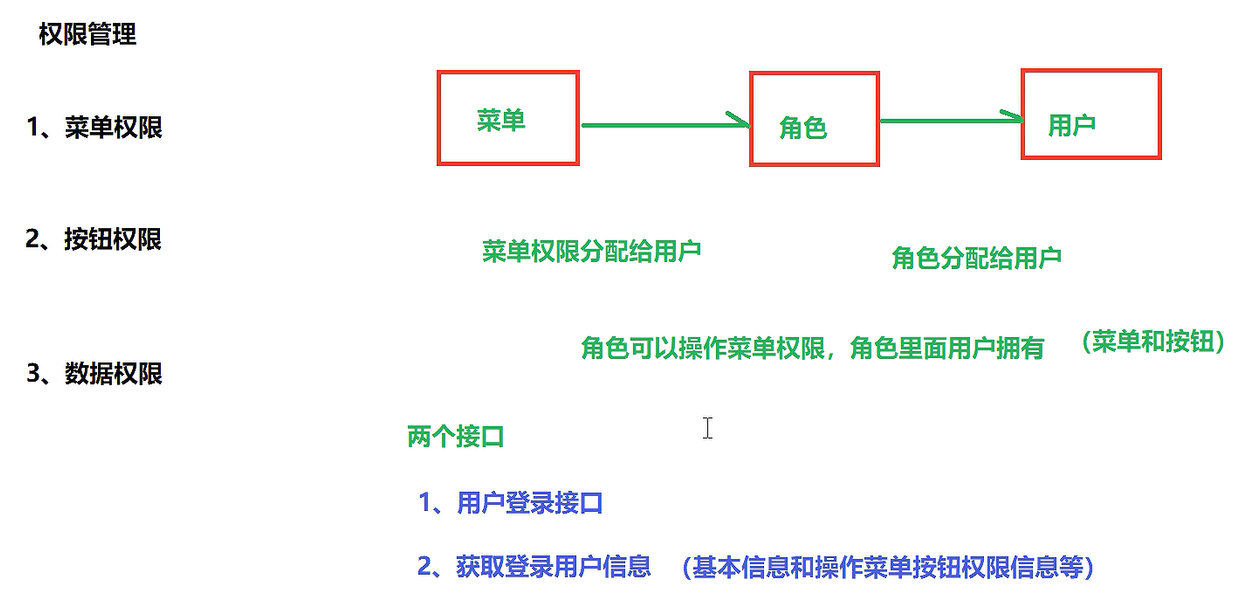 权限管理
1、菜单权限
2、按钮权限
3、数据权限
菜单
角色
用户
菜单权限分配给用户
角色分配给用户
角色可以操作菜单权限，角色里面用户拥有 （菜单和按钮）
两个接口
1、用户登录接口
2、获取登录用户信息 （基本信息和操作菜单按钮权限信息等）